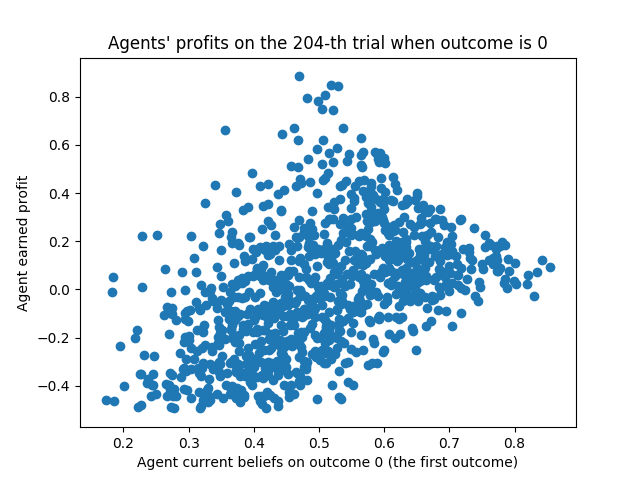 Agents' profits on the 204-th trial when outcome is 0
0.8
0.6
0.4
0.2
0.0
−0.2
−0.4
Agent earned profit
0.2 0.3 0.4 0.5 0.6 0.7 0.8
Agent current beliefs on outcome 0 (the first outcome)